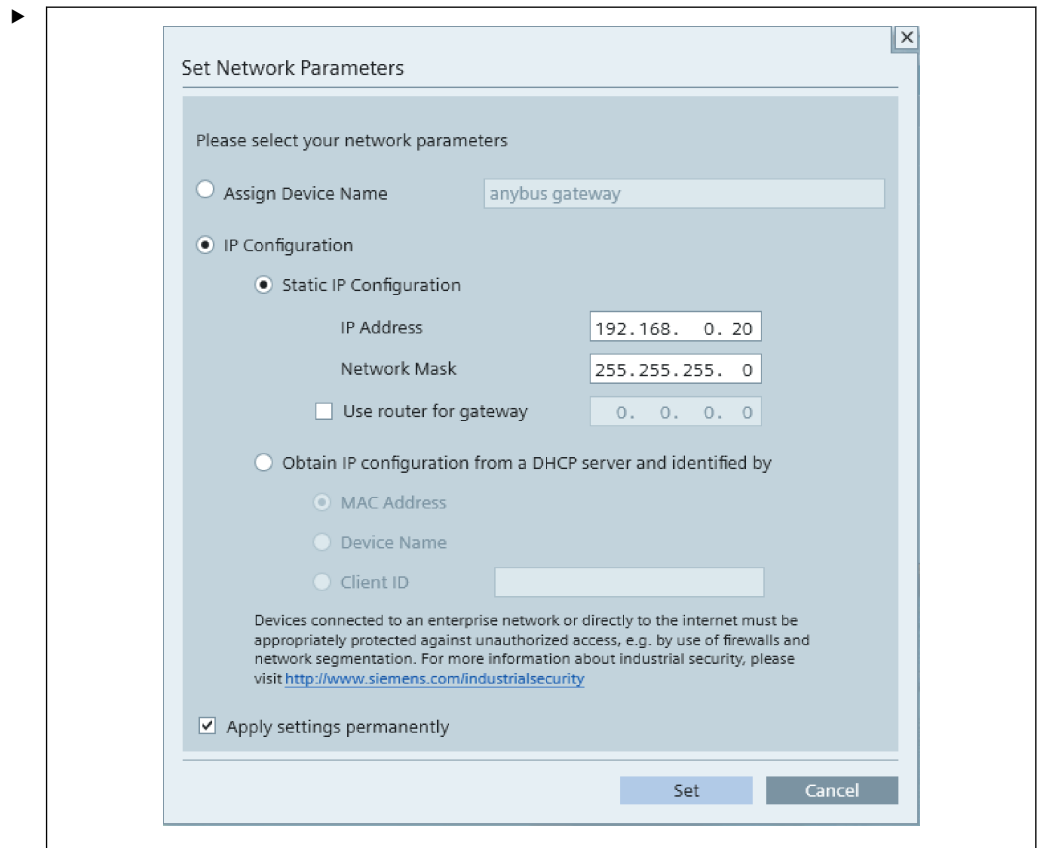 Set Network Parameters
Please select your network parameters
Assign Device Name anybus gateway
IP Configuration
Static IP Configuration
IP Address 192.168. 0. 20
Network Mask 255.255.255. 0
Use router for gateway 0. 0. 0. 0
Obtain IP configuration from a DHCP server and identified by
MAC Address
Device Name
Client ID
Devices connected to an enterprise network or directly to the internet must be
appropriately protected against unauthorized access, e.g. by use of firewalls and
network segmentation. For more information about industrial security, please
visit http://www.siemens.com/industrialsecurity
Apply settings permanently
Set Cancel